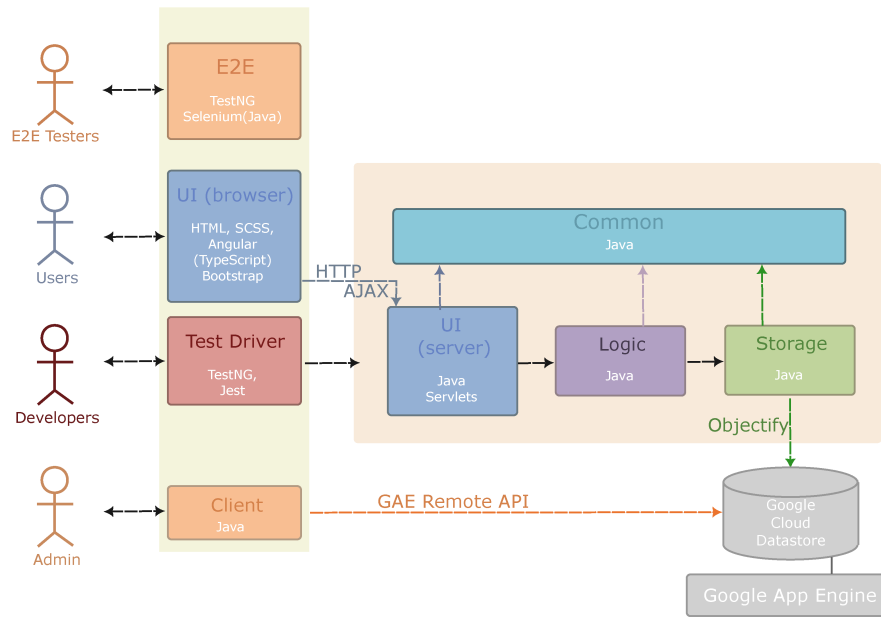 E2E
TestNG
Selenium(Java)
E2E Testers
UI (browser)
HTML, SCSS,
Angular
(TypeScript)
Bootstrap
Users
HTTP
AJAX
Common
Java
UI
(server)
Java
Servlets
Logic
Java
Storage
Java
Test Driver
TestNG,
Jest
Developers
Objectify
Client
Java
Admin
GAE Remote API
Google
Cloud
Datastore
Google App Engine